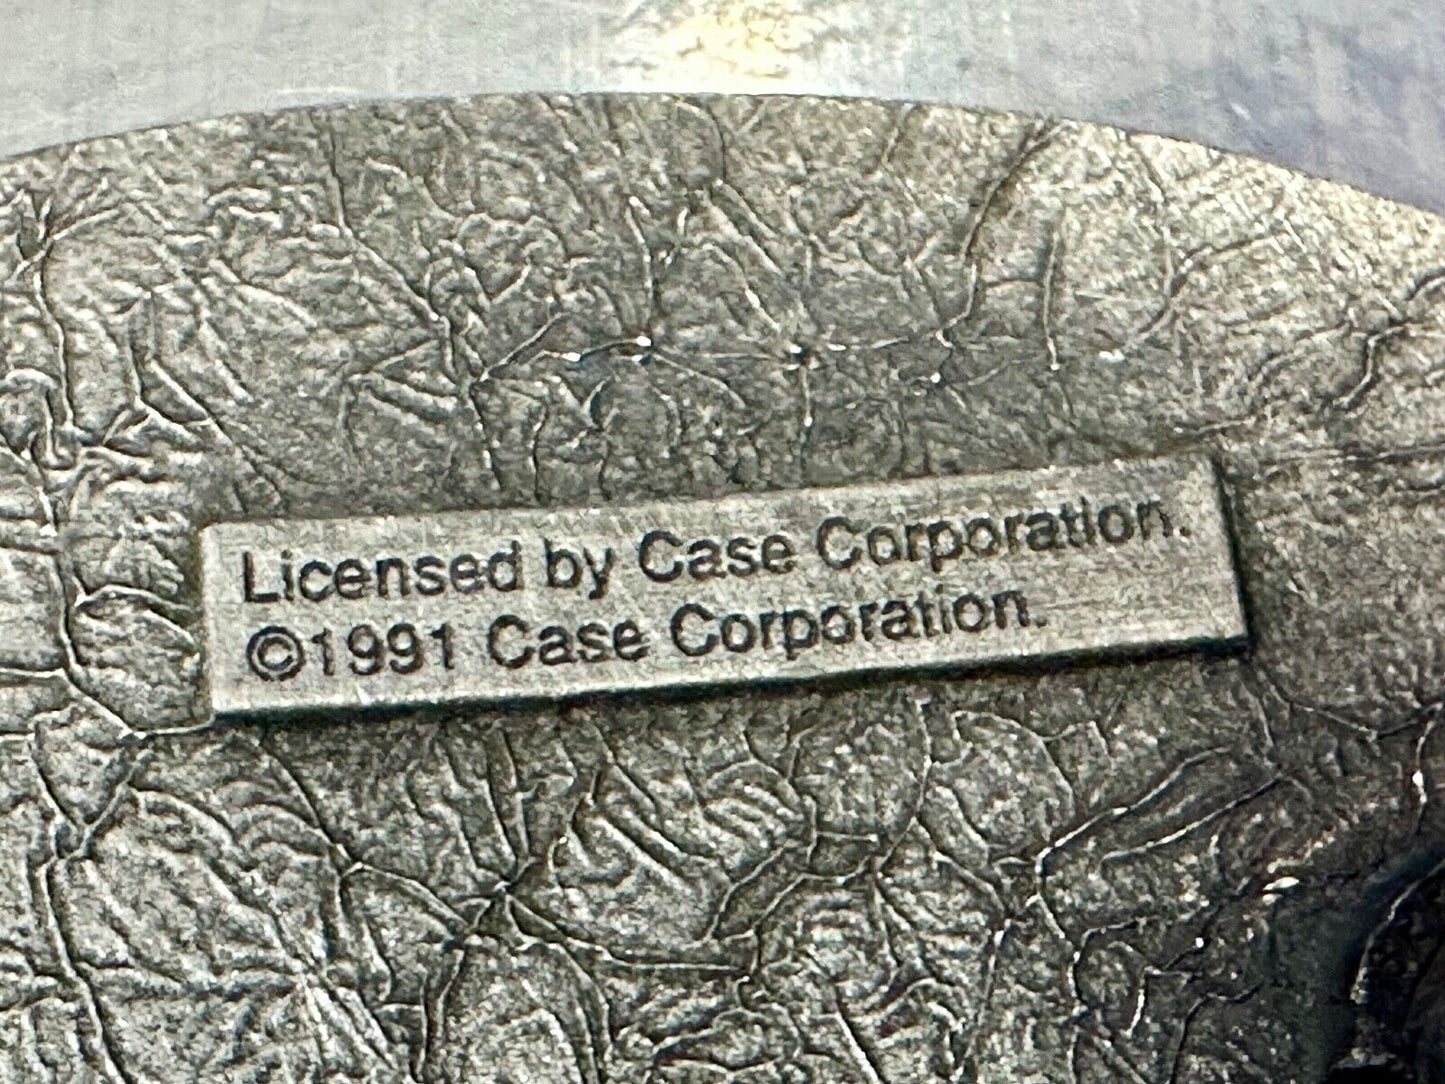 Licensed by Case Corporation.
©1991 Case Corporation.